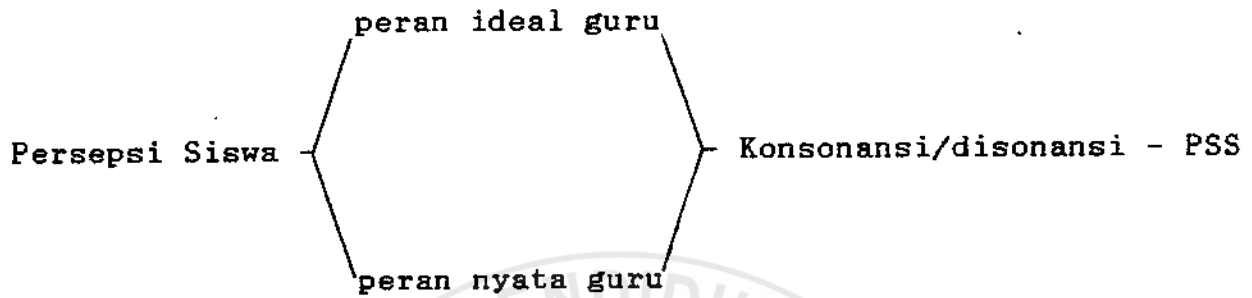 peran ideal guru
Persepsi Siswa
Konsonansi/disonansi - PSS
peran nyata guru